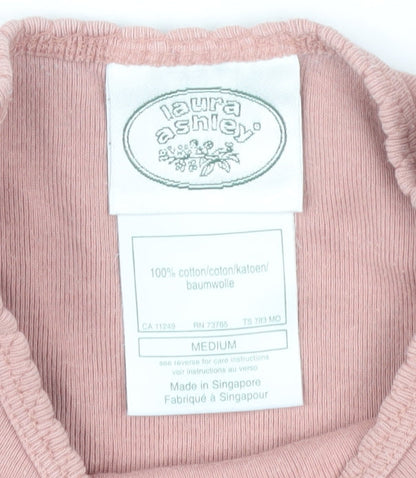 laura
ashley®
100% cotton/coton/katoen/
baumwolle
CA 11249 RN 73765 TS 783 MO
MEDIUM
see reverse for care instructions
voir instructions au verso
Made in Singapore
Fabriqué à Singapour